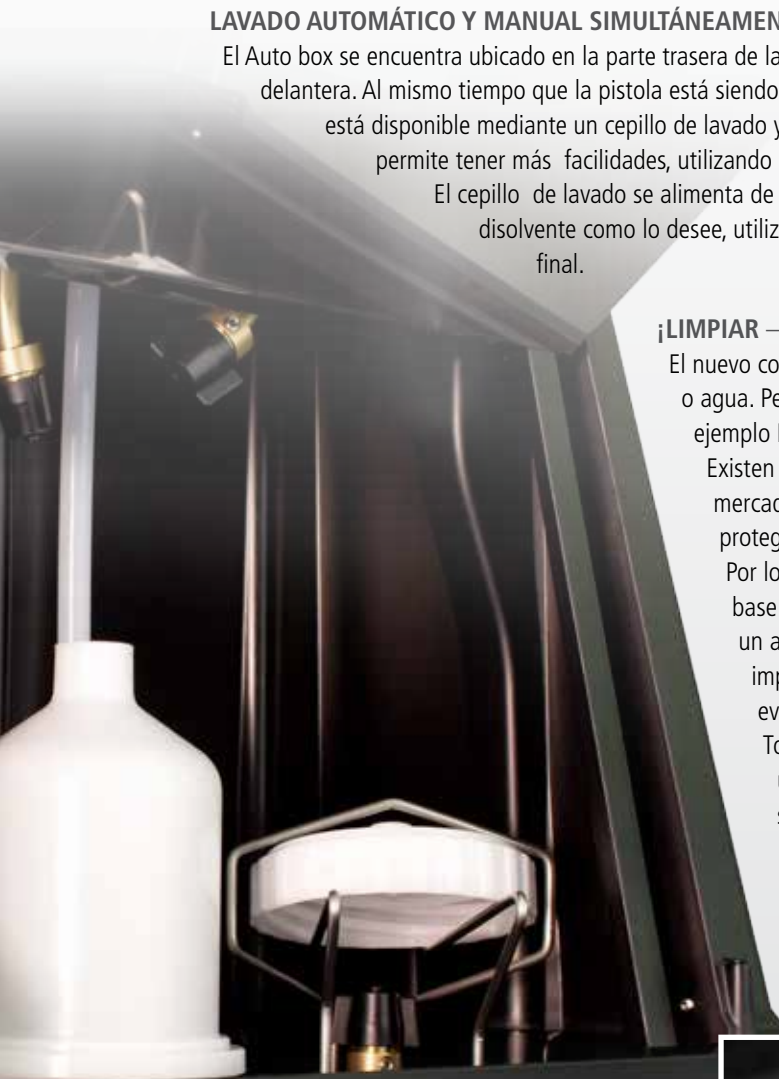 LAVADO AUTOMÁTICO Y MANUAL SIMULTÁNEAMEN
El Auto box se encuentra ubicado en la parte trasera de la
delantera. Al mismo tiempo que la pistola está siendo
está disponible mediante un cepillo de lavado y
permite tener más facilidades, utilizando
El cepillo de lavado se alimenta de
disolvente como lo desee, utiliz
final.
¡LIMPIAR –
El nuevo co
o agua. Pe
ejemplo
Existen
mercad
proteg
Por lo
base
un a
imp
ev
To